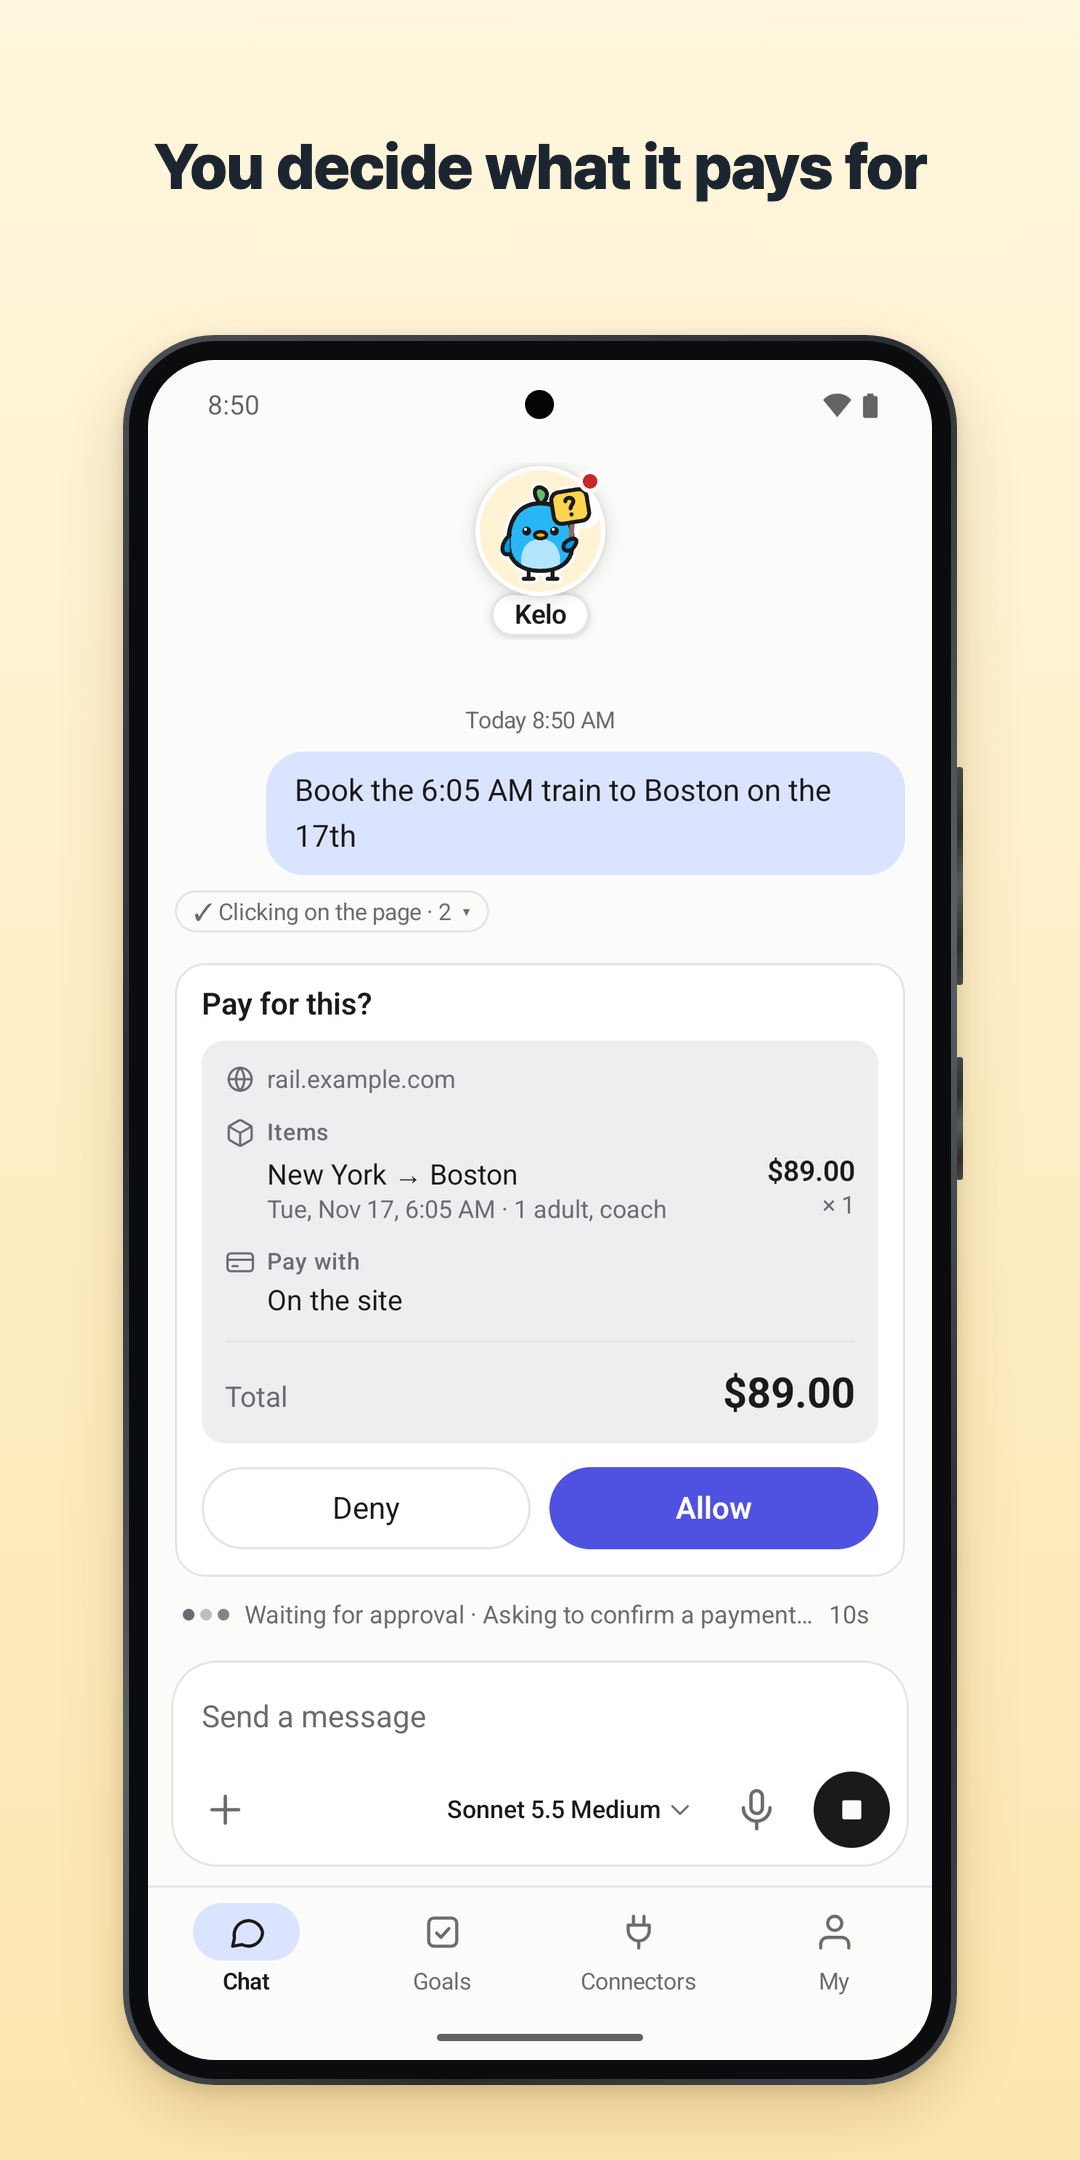 You decide what it pays for
8:50
?
Kelo
Today 8:50 AM
Book the 6:05 AM train to Boston on the
17th
✓ Clicking on the page · 2 ▾
Pay for this?
rail.example.com
Items
New York → Boston $89.00
Tue, Nov 17, 6:05 AM · 1 adult, coach × 1
Pay with
On the site
Total $89.00
Deny Allow
Waiting for approval · Asking to confirm a payment... 10s
Send a message
Sonnet 5.5 Medium
Chat Goals Connectors My